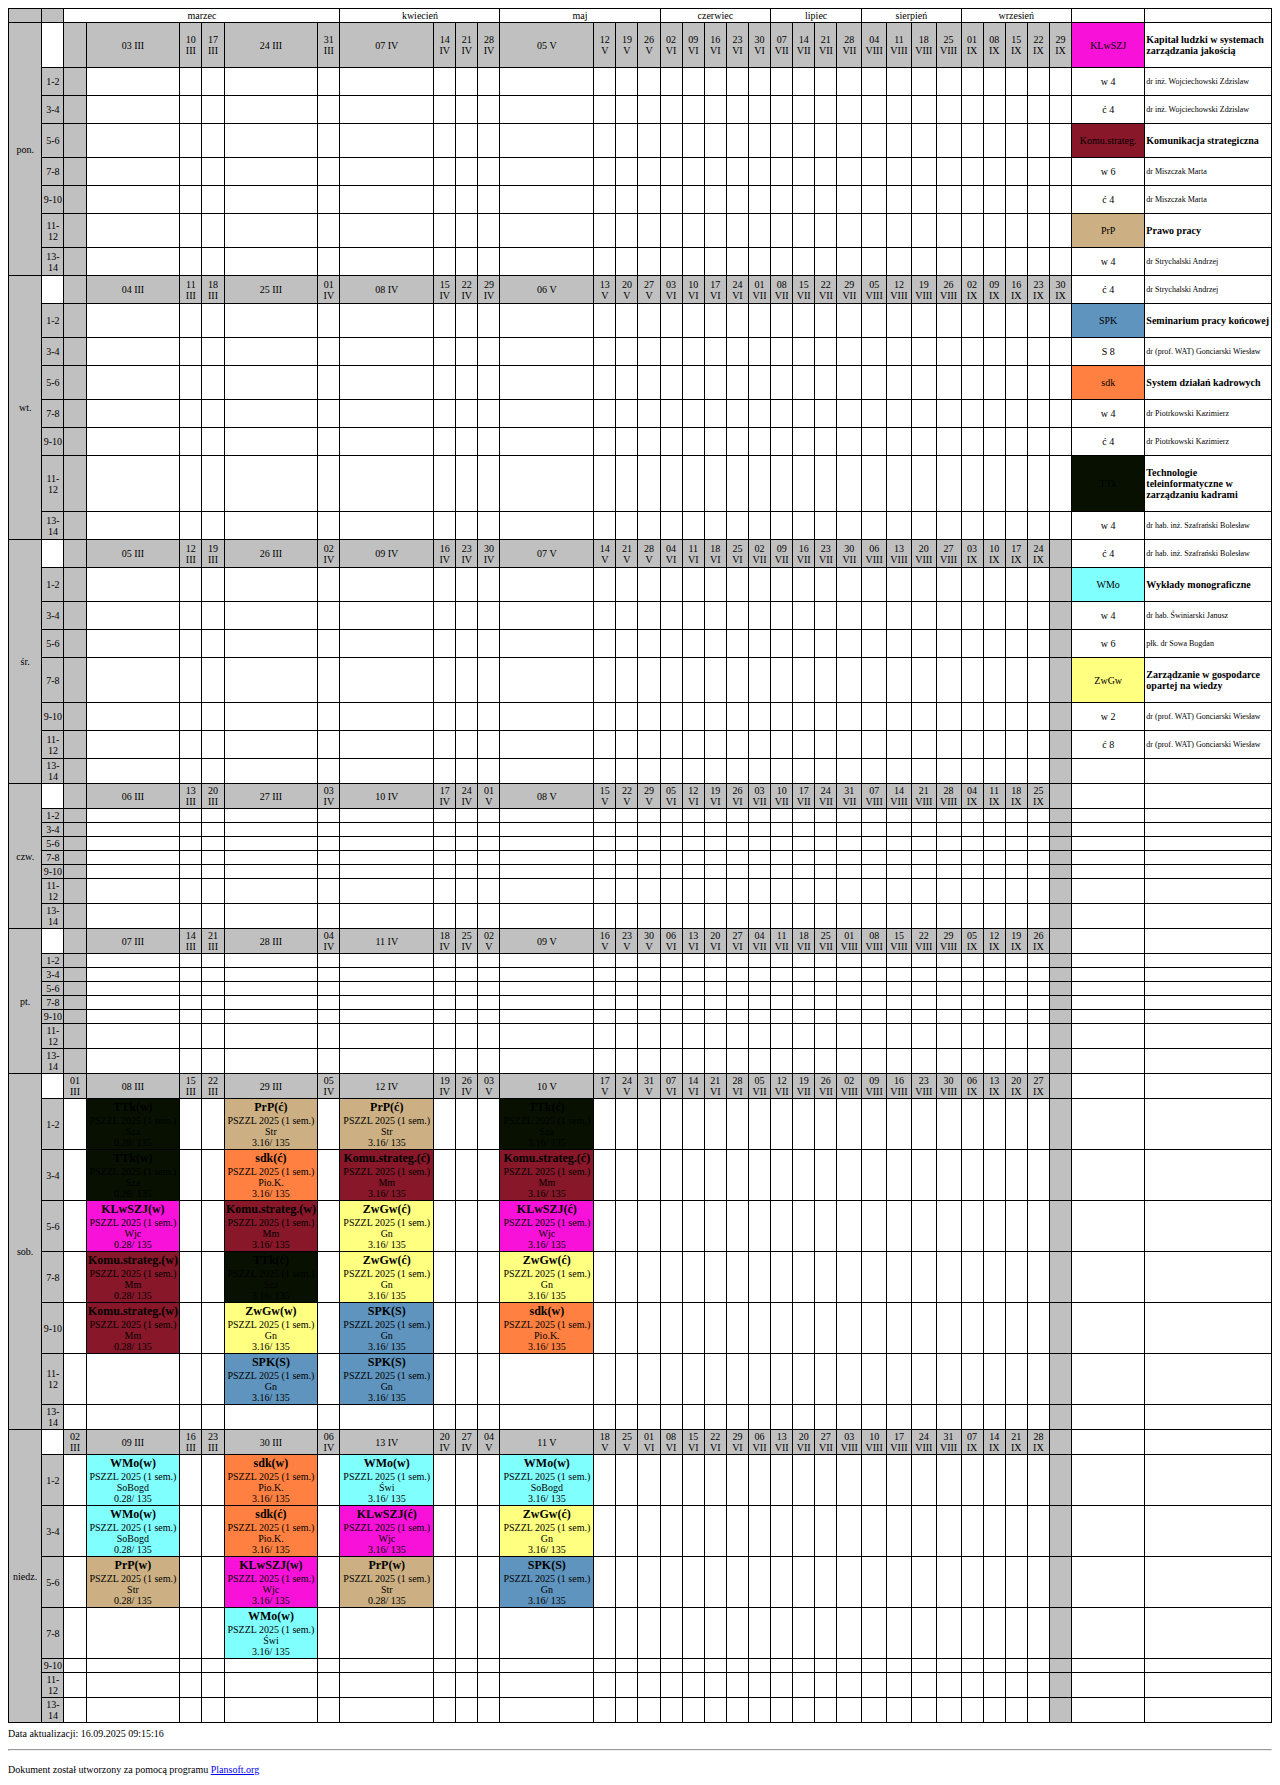 marzec kwiecień maj czerwiec lipiec sierpień wrzesień
pon. 03 III 10 III 17 III 24 III 31 III 07 IV 14 IV 21 IV 28 IV 05 V 12 V 19 V 26 V 02 VI 09 VI 16 VI 23 VI 30 VI 07 VII 14 VII 21 VII 28 VII 04 VIII 11 VIII 18 VIII 25 VIII 01 IX 08 IX 15 IX 22 IX 29 IX KLwSZJ Kapitał ludzki w systemach zarządzania jakością
1-2 w 4 dr inż. Wojciechowski Zdzislaw
3-4 ć 4 dr inż. Wojciechowski Zdzislaw
5-6 Komu.strateg. Komunikacja strategiczna
7-8 w 6 dr Miszczak Marta
9-10 ć 4 dr Miszczak Marta
11-12 PrP Prawo pracy
13-14 w 4 dr Strychalski Andrzej
wt. 04 III 11 III 18 III 25 III 01 IV 08 IV 15 IV 22 IV 29 IV 06 V 13 V 20 V 27 V 03 VI 10 VI 17 VI 24 VI 01 VII 08 VII 15 VII 22 VII 29 VII 05 VIII 12 VIII 19 VIII 26 VIII 02 IX 09 IX 16 IX 23 IX 30 IX ć 4 dr Strychalski Andrzej
1-2 SPK Seminarium pracy końcowej
3-4 S 8 dr (prof. WAT) Gonciarski Wiesław
5-6 sdk System działań kadrowych
7-8 w 4 dr Piotrkowski Kazimierz
9-10 ć 4 dr Piotrkowski Kazimierz
11-12 TTk Technologie teleinformatyczne w zarządzaniu kadrami
13-14 w 4 dr hab. inż. Szafrański Bolesław
śr. 05 III 12 III 19 III 26 III 02 IV 09 IV 16 IV 23 IV 30 IV 07 V 14 V 21 V 28 V 04 VI 11 VI 18 VI 25 VI 02 VII 09 VII 16 VII 23 VII 30 VII 06 VIII 13 VIII 20 VIII 27 VIII 03 IX 10 IX 17 IX 24 IX ć 4 dr hab. inż. Szafrański Bolesław
1-2 WMo Wykłady monograficzne
3-4 w 4 dr hab. Świniarski Janusz
5-6 w 6 płk. dr Sowa Bogdan
7-8 ZwGw Zarządzanie w gospodarce opartej na wiedzy
9-10 w 2 dr (prof. WAT) Gonciarski Wiesław
11-12 ć 8 dr (prof. WAT) Gonciarski Wiesław
13-14
czw. 06 III 13 III 20 III 27 III 03 IV 10 IV 17 IV 24 IV 01 V 08 V 15 V 22 V 29 V 05 VI 12 VI 19 VI 26 VI 03 VII 10 VII 17 VII 24 VII 31 VII 07 VIII 14 VIII 21 VIII 28 VIII 04 IX 11 IX 18 IX 25 IX
1-2
3-4
5-6
7-8
9-10
11-12
13-14
pt. 07 III 14 III 21 III 28 III 04 IV 11 IV 18 IV 25 IV 02 V 09 V 16 V 23 V 30 V 06 VI 13 VI 20 VI 27 VI 04 VII 11 VII 18 VII 25 VII 01 VIII 08 VIII 15 VIII 22 VIII 29 VIII 05 IX 12 IX 19 IX 26 IX
1-2
3-4
5-6
7-8
9-10
11-12
13-14
sob. 01 III 08 III 15 III 22 III 29 III 05 IV 12 IV 19 IV 26 IV 03 V 10 V 17 V 24 V 31 V 07 VI 14 VI 21 VI 28 VI 05 VII 12 VII 19 VII 26 VII 02 VIII 09 VIII 16 VIII 23 VIII 30 VIII 06 IX 13 IX 20 IX 27 IX
1-2 TTk(w) PrP(ć) PrP(ć) TTk(ć)
PSZZL 2025 (1 sem.) PSZZL 2025 (1 sem.) PSZZL 2025 (1 sem.) PSZZL 2025 (1 sem.)
Str Str
0.28/ 135 3.16/ 135 3.16/ 135 3.16/ 135
3-4 TTk(w) sdk(ć) Komu.strateg.(ć) Komu.strateg.(ć)
PSZZL 2025 (1 sem.) PSZZL 2025 (1 sem.) PSZZL 2025 (1 sem.) PSZZL 2025 (1 sem.)
Pio.K. Mm Mm
0.28/ 135 3.16/ 135 3.16/ 135 3.16/ 135
5-6 KLwSZJ(w) Komu.strateg.(w) ZwGw(ć) KLwSZJ(ć)
PSZZL 2025 (1 sem.) PSZZL 2025 (1 sem.) PSZZL 2025 (1 sem.) PSZZL 2025 (1 sem.)
Wjc Mm Gn Wjc
0.28/ 135 3.16/ 135 3.16/ 135 3.16/ 135
7-8 Komu.strateg.(w) TTk(ć) ZwGw(ć) ZwGw(ć)
PSZZL 2025 (1 sem.) PSZZL 2025 (1 sem.) PSZZL 2025 (1 sem.) PSZZL 2025 (1 sem.)
Mm Gn Gn
0.28/ 135 3.16/ 135 3.16/ 135 3.16/ 135
9-10 Komu.strateg.(w) ZwGw(w) SPK(S) sdk(w)
PSZZL 2025 (1 sem.) PSZZL 2025 (1 sem.) PSZZL 2025 (1 sem.) PSZZL 2025 (1 sem.)
Mm Gn Gn Pio.K.
0.28/ 135 3.16/ 135 3.16/ 135 3.16/ 135
11-12 SPK(S) SPK(S)
PSZZL 2025 (1 sem.) PSZZL 2025 (1 sem.)
Gn Gn
3.16/ 135 3.16/ 135
13-14
niedz. 02 III 09 III 16 III 23 III 30 III 06 IV 13 IV 20 IV 27 IV 04 V 11 V 18 V 25 V 01 VI 08 VI 15 VI 22 VI 29 VI 06 VII 13 VII 20 VII 27 VII 03 VIII 10 VIII 17 VIII 24 VIII 31 VIII 07 IX 14 IX 21 IX 28 IX
1-2 WMo(w) sdk(w) WMo(w) WMo(w)
PSZZL 2025 (1 sem.) PSZZL 2025 (1 sem.) PSZZL 2025 (1 sem.) PSZZL 2025 (1 sem.)
SoBogd Pio.K. Świ SoBogd
0.28/ 135 3.16/ 135 3.16/ 135 3.16/ 135
3-4 WMo(w) sdk(ć) KLwSZJ(ć) ZwGw(ć)
PSZZL 2025 (1 sem.) PSZZL 2025 (1 sem.) PSZZL 2025 (1 sem.) PSZZL 2025 (1 sem.)
SoBogd Pio.K. Wjc Gn
0.28/ 135 3.16/ 135 3.16/ 135 3.16/ 135
5-6 PrP(w) KLwSZJ(w) PrP(w) SPK(S)
PSZZL 2025 (1 sem.) PSZZL 2025 (1 sem.) PSZZL 2025 (1 sem.) PSZZL 2025 (1 sem.)
Str Wjc Str Gn
0.28/ 135 3.16/ 135 0.28/ 135 3.16/ 135
7-8 WMo(w)
PSZZL 2025 (1 sem.)
Świ
3.16/ 135
9-10
11-12
13-14
Data aktualizacji: 16.09.2025 09:15:16
Dokument został utworzony za pomocą programu Plansoft.org